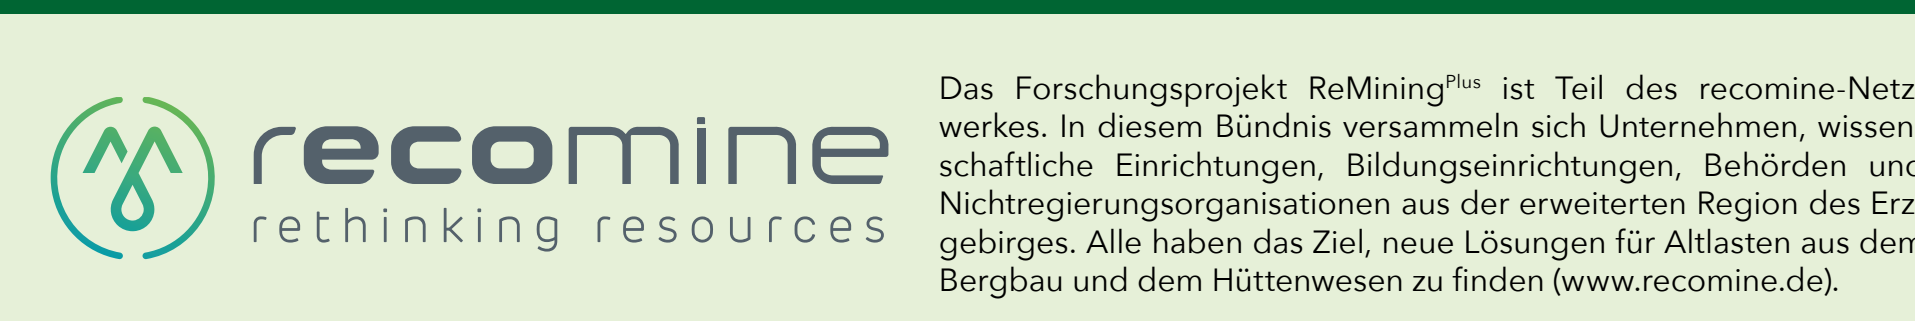 recomine
rethinking resources
Das Forschungsprojekt ReMiningPlus ist Teil des recomine-Netz
werkes. In diesem Bündnis versammeln sich Unternehmen, wissen
schaftliche Einrichtungen, Bildungseinrichtungen, Behörden und
Nichtregierungsorganisationen aus der erweiterten Region des Erz
gebirges. Alle haben das Ziel, neue Lösungen für Altlasten aus dem
Bergbau und dem Hüttenwesen zu finden (www.recomine.de).